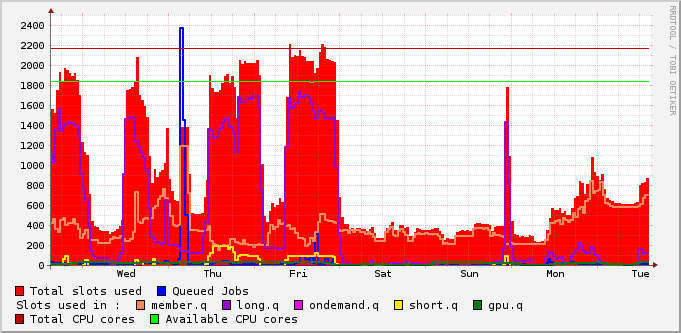 2400
2200
2000
1800
1600
1400
1200
1000
800
600
400
200
0
Wed Thu Fri Sat Sun Mon Tue
RRDTOOL / TOBI OETIKER
Total slots used Queued Jobs
Slots used in : member.q long.q ondemand.q short.q gpu.q
Total CPU cores Available CPU cores